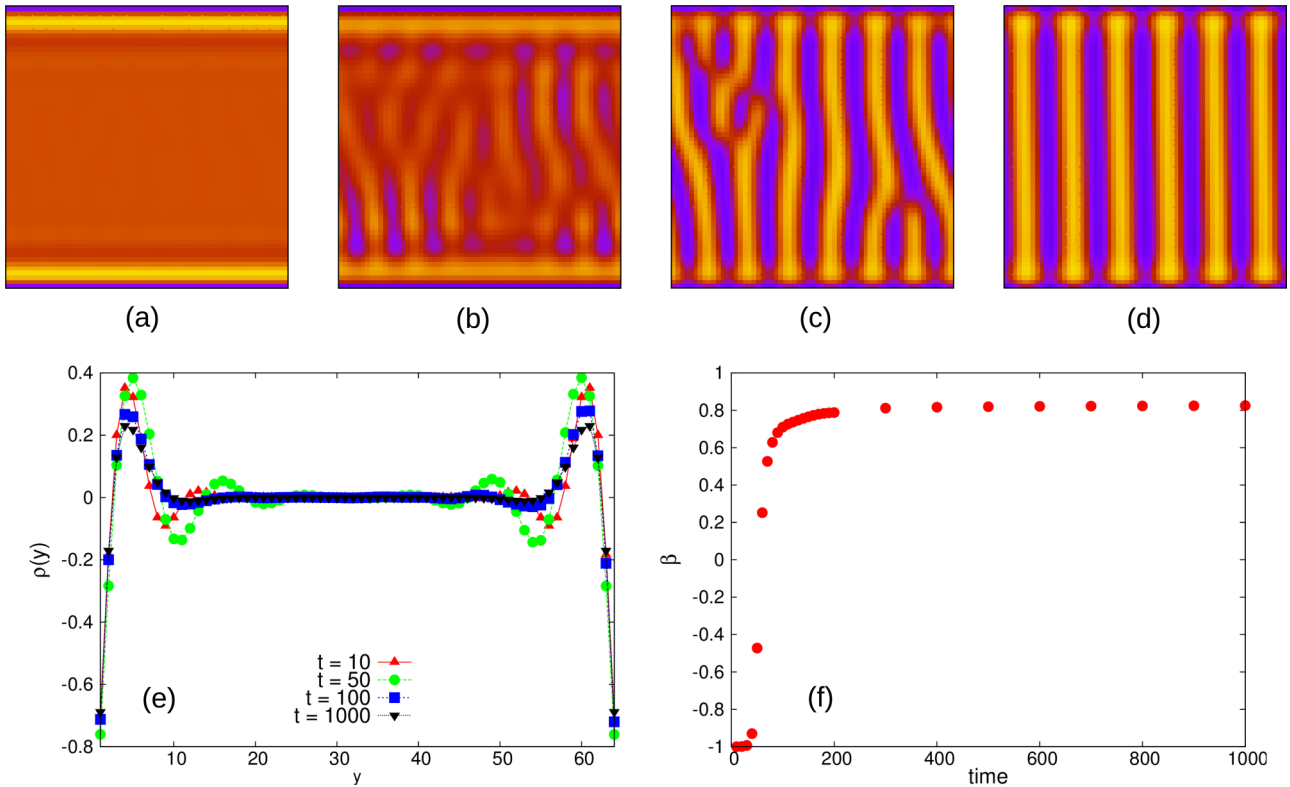 (a) (b) (c) (d)
0.4
0.2
0
-0.2
-0.4
-0.6
-0.8
ρ(y)
10 20 30 40 50 60
y
t = 10
t = 50
t = 100
t = 1000
(e)
1
0.8
0.6
0.4
0.2
0
-0.2
-0.4
-0.6
-0.8
-1
β
0 200 400 600 800 1000
time
(f)